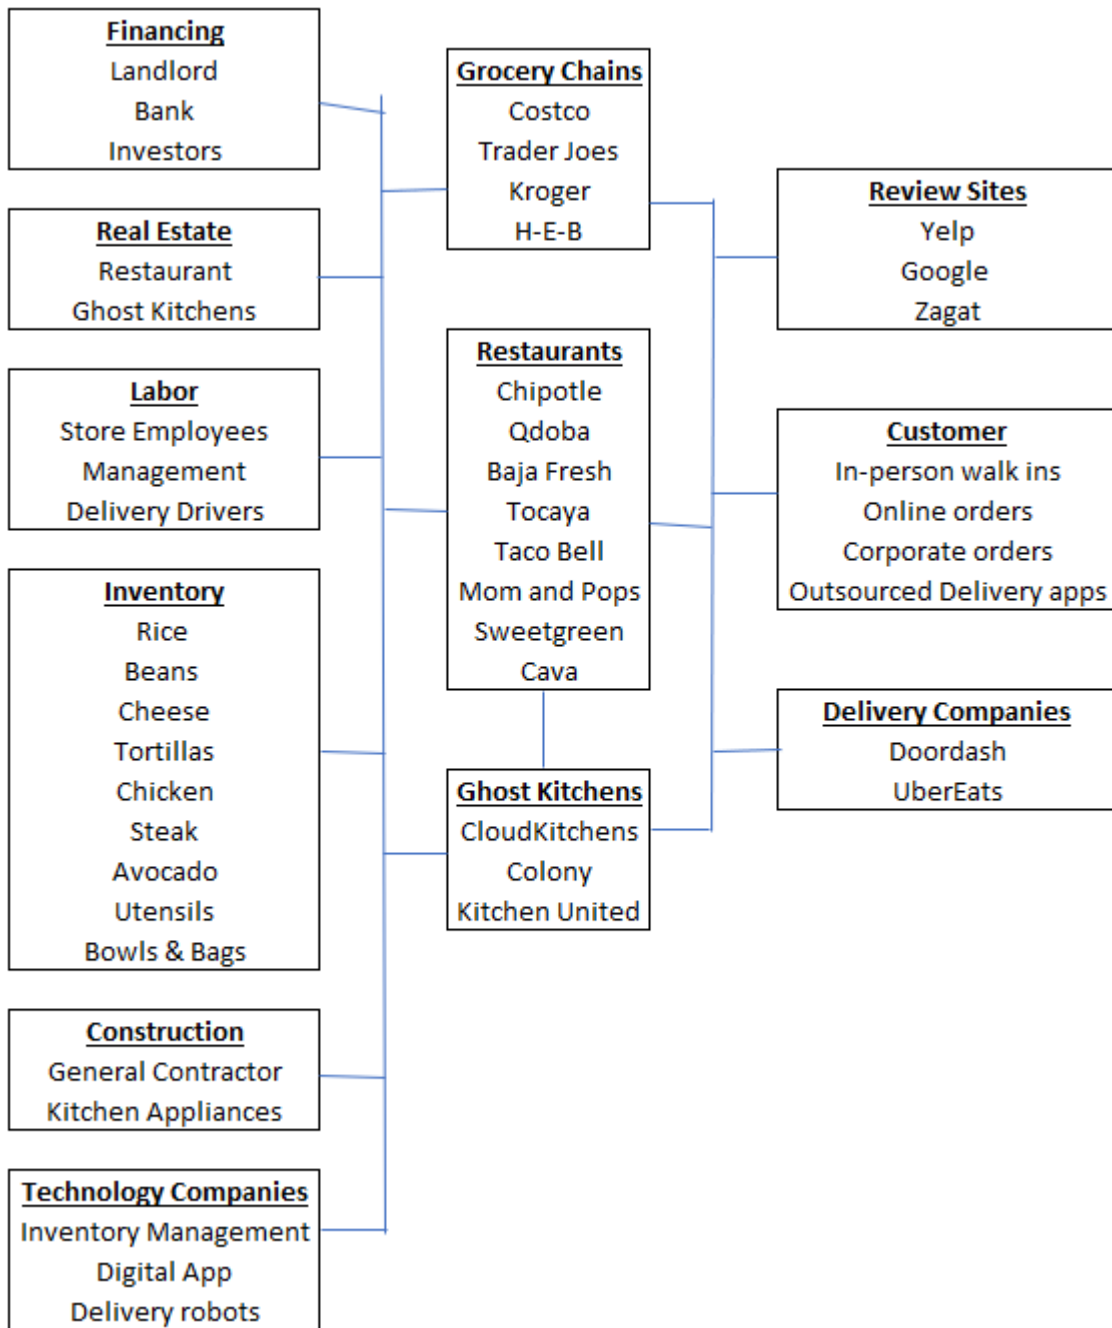 Financing
Landlord
Bank
Investors
Real Estate
Restaurant
Ghost Kitchens
Labor
Store Employees
Management
Delivery Drivers
Inventory
Rice
Beans
Cheese
Tortillas
Chicken
Steak
Avocado
Utensils
Bowls & Bags
Construction
General Contractor
Kitchen Appliances
Technology Companies
Inventory Management
Digital App
Delivery robots
Grocery Chains
Costco
Trader Joes
Kroger
H-E-B
Restaurants
Chipotle
Qdoba
Baja Fresh
Tocaya
Taco Bell
Mom and Pops
Sweetgreen
Cava
Ghost Kitchens
CloudKitchens
Colony
Kitchen United
Review Sites
Yelp
Google
Zagat
Customer
In-person walk ins
Online orders
Corporate orders
Outsourced Delivery apps
Delivery Companies
Doordash
UberEats